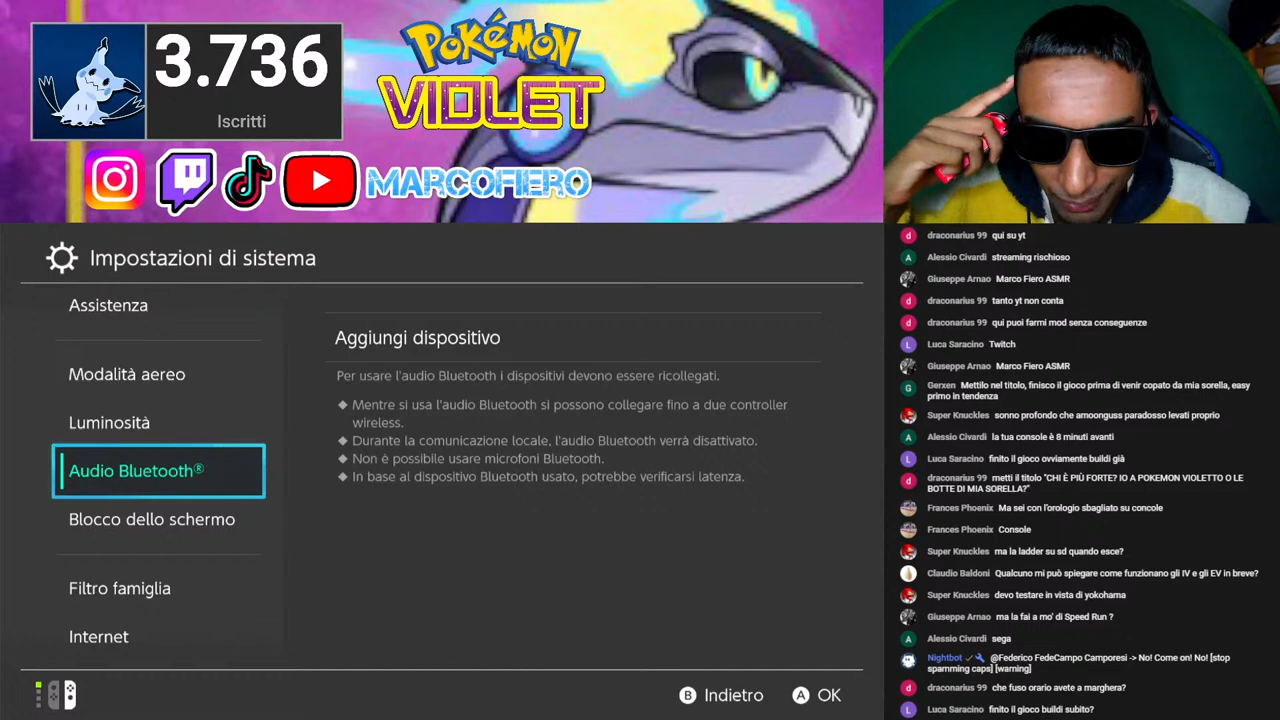 3.736
Iscritti
POKÉMON
VIOLET
MARCOFIERO
Impostazioni di sistema
Assistenza
Modalità aereo
Luminosità
Audio Bluetooth®
Blocco dello schermo
Filtro famiglia
Internet
Aggiungi dispositivo
Per usare l'audio Bluetooth i dispositivi devono essere ricollegati.
◆ Mentre si usa l'audio Bluetooth si possono collegare fino a due controller
wireless.
◆ Durante la comunicazione locale, l'audio Bluetooth verrà disattivato.
◆ Non è possibile usare microfoni Bluetooth.
◆ In base al dispositivo Bluetooth usato, potrebbe verificarsi latenza.
B Indietro
A OK
d draconarius 99 qui su yt
A Alessio Civardi streaming rischioso
Giuseppe Arnao Marco Fiero ASMR
d draconarius 99 tanto yt non conta
d draconarius 99 qui puoi farmi mod senza conseguenze
L Luca Saracino Twitch
Giuseppe Arnao Marco Fiero ASMR
G Gerxen Mettilo nel titolo, finisco il gioco prima di venir copato da mia sorella, easy
primo in tendenza
Super Knuckles sonno profondo che amoonguss paradosso levati proprio
A Alessio Civardi la tua console è 8 minuti avanti
L Luca Saracino finito il gioco ovviamente buildi già
d draconarius 99 metti il titolo "CHI È PIÙ FORTE? IO A POKEMON VIOLETTO O LE
BOTTE DI MIA SORELLA?"
Frances Phoenix Ma sei con l'orologio sbagliato su concole
Frances Phoenix Console
Super Knuckles ma la ladder su sd quando esce?
Claudio Baldoni Qualcuno mi può spiegare come funzionano gli IV e gli EV in breve?
Super Knuckles devo testare in vista di yokohama
Giuseppe Arnao ma la fai a mo' di Speed Run ?
A Alessio Civardi sega
Nightbot @Federico FedeCampo Camporesi -> No! Come on! No! [stop
spamming caps] [warning]
d draconarius 99 che fuso orario avete a marghera?
L Luca Saracino finito il gioco buildi subito?